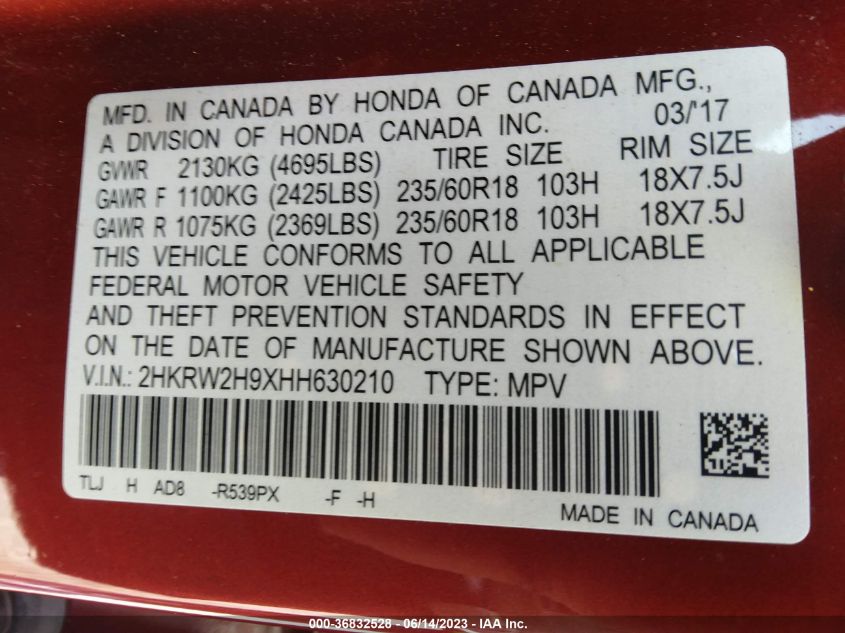 MFD. IN CANADA BY HONDA OF CANADA MFG.,
A DIVISION OF HONDA CANADA INC. 03/'17
GVWR 2130KG (4695LBS) TIRE SIZE RIM SIZE
GAWR F 1100KG (2425LBS) 235/60R18 103H 18X7.5J
GAWR R 1075KG (2369LBS) 235/60R18 103H 18X7.5J
THIS VEHICLE CONFORMS TO ALL APPLICABLE
FEDERAL MOTOR VEHICLE SAFETY
AND THEFT PREVENTION STANDARDS IN EFFECT
ON THE DATE OF MANUFACTURE SHOWN ABOVE.
V.I.N.: 2HKRW2H9XHH630210 TYPE: MPV
TLJ H AD8 -R539PX -F -H
MADE IN CANADA
000-36832528 - 06/14/2023 - IAA Inc.